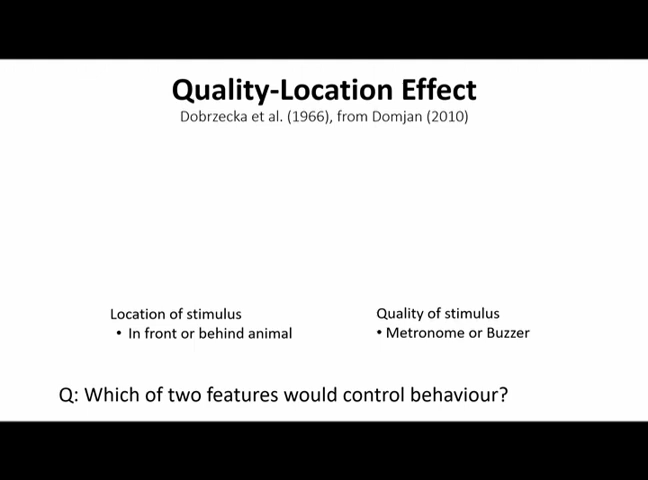 Quality-Location Effect
Dobrzecka et al. (1966), from Domjan (2010)
Location of stimulus
• In front or behind animal
Quality of stimulus
• Metronome or Buzzer
Q: Which of two features would control behaviour?